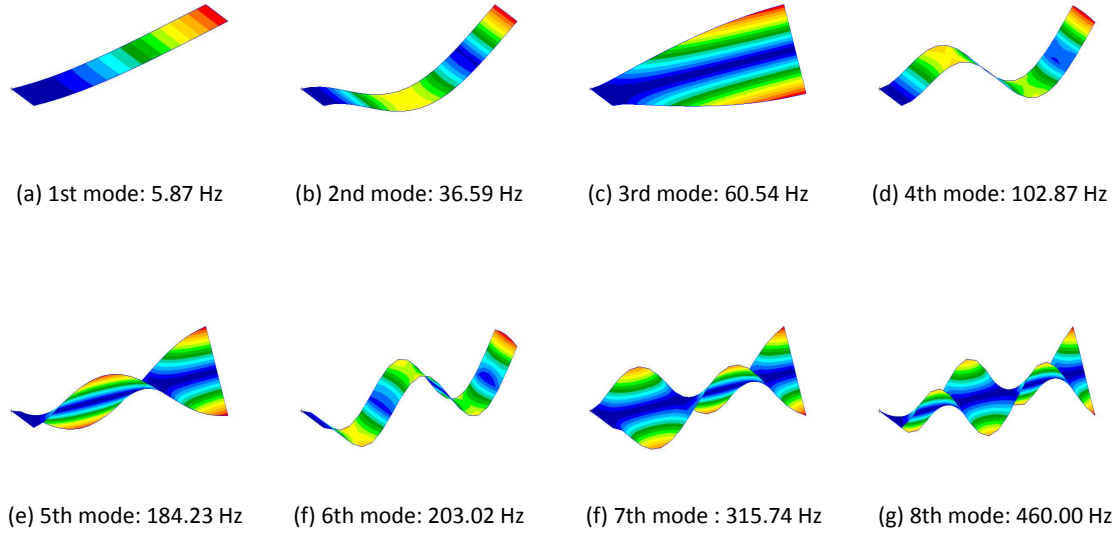 (a) 1st mode: 5.87 Hz
(b) 2nd mode: 36.59 Hz
(c) 3rd mode: 60.54 Hz
(d) 4th mode: 102.87 Hz
(e) 5th mode: 184.23 Hz
(f) 6th mode: 203.02 Hz
(f) 7th mode : 315.74 Hz
(g) 8th mode: 460.00 Hz